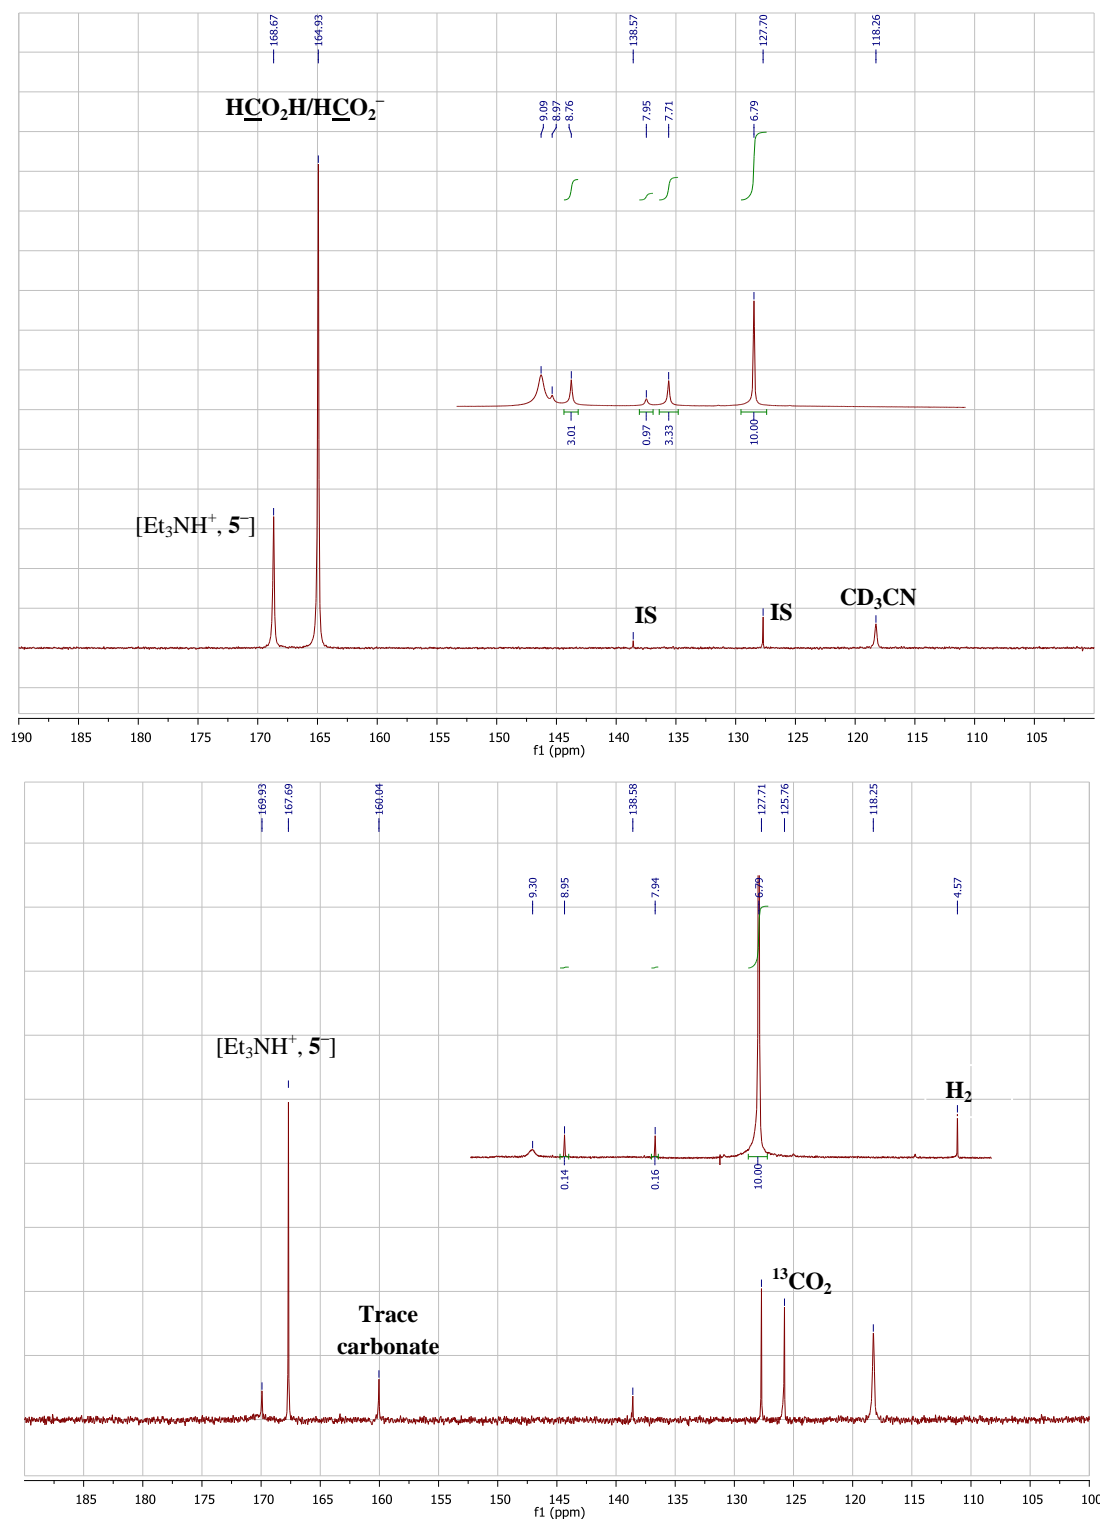 168.67 164.93 138.57 127.70 118.26
HCO₂H/HCO₂⁻
9.09 8.97 8.76 7.95 7.71 6.79
3.01 0.97 3.33 10.00
[Et₃NH⁺, 5⁻]
IS IS CD₃CN
190 185 180 175 170 165 160 155 150 145 140 135 130 125 120 115 110 105
f1 (ppm)
169.93 167.69 160.04 138.58 127.71 125.76 118.25
9.30 8.95 7.94 6.79 4.57
[Et₃NH⁺, 5⁻]
H₂
0.14 0.16 10.00
¹³CO₂
Trace
carbonate
185 180 175 170 165 160 155 150 145 140 135 130 125 120 115 110 105 100
f1 (ppm)